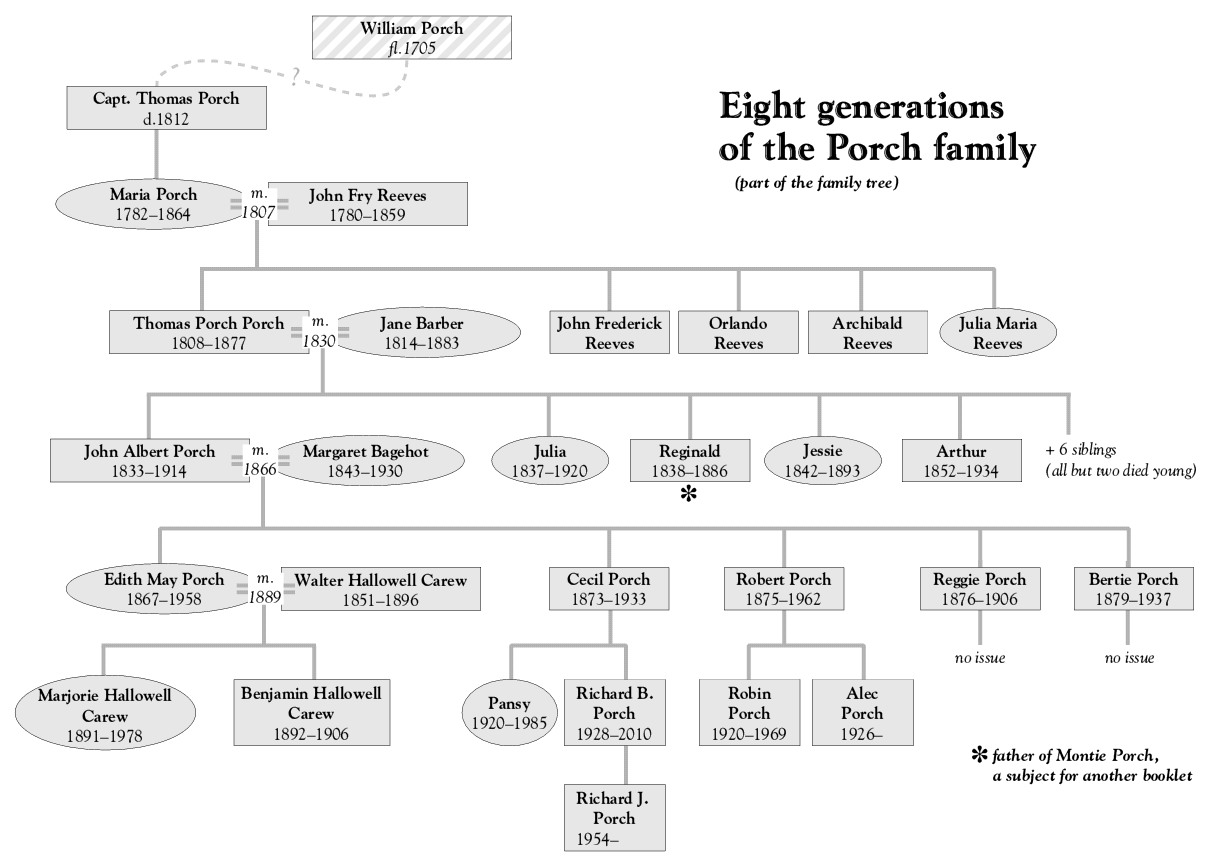 William Porch
fl.1705
?
Capt. Thomas Porch
d.1812
Eight generations
of the Porch family
(part of the family tree)
Maria Porch
1782–1864
m.
1807
John Fry Reeves
1780–1859
Thomas Porch Porch
1808–1877
m.
1830
Jane Barber
1814–1883
John Frederick
Reeves
Orlando
Reeves
Archibald
Reeves
Julia Maria
Reeves
John Albert Porch
1833–1914
m.
1866
Margaret Bagehot
1843–1930
Julia
1837–1920
Reginald
1838–1886
*
Jessie
1842–1893
Arthur
1852–1934
+ 6 siblings
(all but two died young)
Edith May Porch
1867–1958
m.
1889
Walter Hallowell Carew
1851–1896
Cecil Porch
1873–1933
Robert Porch
1875–1962
Reggie Porch
1876–1906
no issue
Bertie Porch
1879–1937
no issue
Marjorie Hallowell
Carew
1891–1978
Benjamin Hallowell
Carew
1892–1906
Pansy
1920–1985
Richard B.
Porch
1928–2010
Robin
Porch
1920–1969
Alec
Porch
1926–
Richard J.
Porch
1954–
* father of Montie Porch,
a subject for another booklet